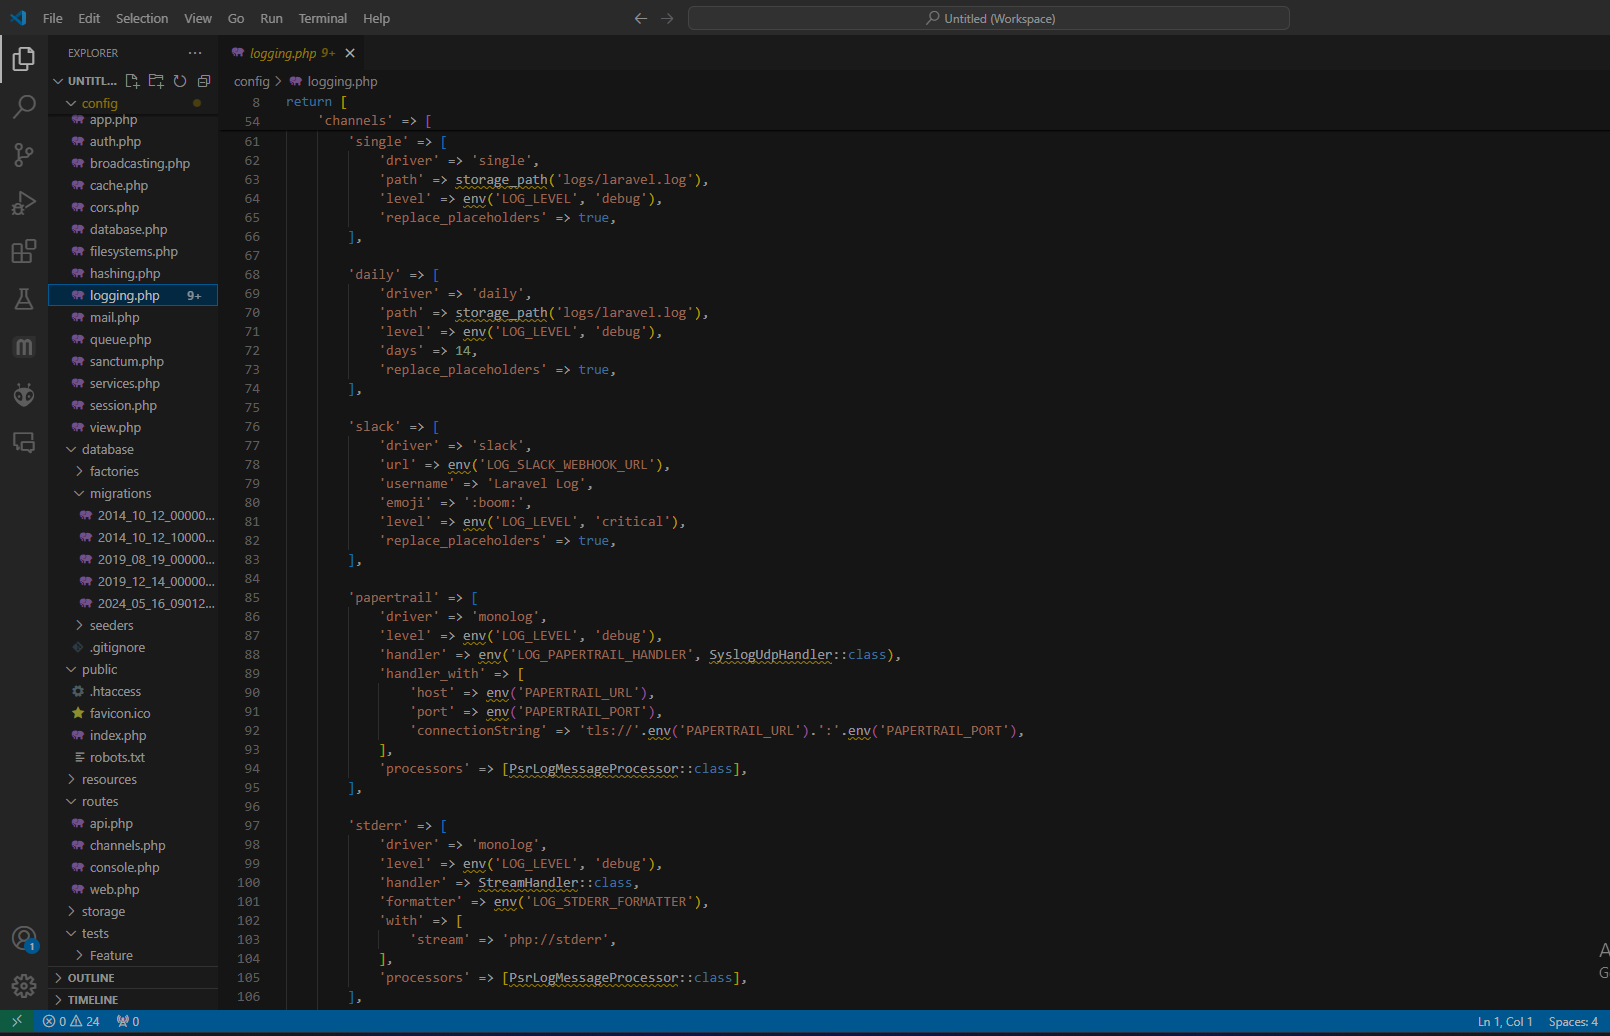 File Edit Selection View Go Run Terminal Help
Untitled (Workspace)
EXPLORER
UNTITL...
config
app.php
auth.php
broadcasting.php
cache.php
cors.php
database.php
filesystems.php
hashing.php
logging.php 9+
mail.php
queue.php
sanctum.php
services.php
session.php
view.php
database
factories
migrations
2014_10_12_00000...
2014_10_12_10000...
2019_08_19_00000...
2019_12_14_00000...
2024_05_16_09012...
seeders
.gitignore
public
.htaccess
favicon.ico
index.php
robots.txt
resources
routes
api.php
channels.php
console.php
web.php
storage
tests
Feature
OUTLINE
TIMELINE
logging.php 9+
config > logging.php
8 return [
54 'channels' => [
61 'single' => [
62 'driver' => 'single',
63 'path' => storage_path('logs/laravel.log'),
64 'level' => env('LOG_LEVEL', 'debug'),
65 'replace_placeholders' => true,
66 ],
67
68 'daily' => [
69 'driver' => 'daily',
70 'path' => storage_path('logs/laravel.log'),
71 'level' => env('LOG_LEVEL', 'debug'),
72 'days' => 14,
73 'replace_placeholders' => true,
74 ],
75
76 'slack' => [
77 'driver' => 'slack',
78 'url' => env('LOG_SLACK_WEBHOOK_URL'),
79 'username' => 'Laravel Log',
80 'emoji' => ':boom:',
81 'level' => env('LOG_LEVEL', 'critical'),
82 'replace_placeholders' => true,
83 ],
84
85 'papertrail' => [
86 'driver' => 'monolog',
87 'level' => env('LOG_LEVEL', 'debug'),
88 'handler' => env('LOG_PAPERTRAIL_HANDLER', SyslogUdpHandler::class),
89 'handler_with' => [
90 'host' => env('PAPERTRAIL_URL'),
91 'port' => env('PAPERTRAIL_PORT'),
92 'connectionString' => 'tls://'.env('PAPERTRAIL_URL').':'.env('PAPERTRAIL_PORT'),
93 ],
94 'processors' => [PsrLogMessageProcessor::class],
95 ],
96
97 'stderr' => [
98 'driver' => 'monolog',
99 'level' => env('LOG_LEVEL', 'debug'),
100 'handler' => StreamHandler::class,
101 'formatter' => env('LOG_STDERR_FORMATTER'),
102 'with' => [
103 'stream' => 'php://stderr',
104 ],
105 'processors' => [PsrLogMessageProcessor::class],
106 ],
A
G
1
0 24 0
Ln 1, Col 1 Spaces: 4